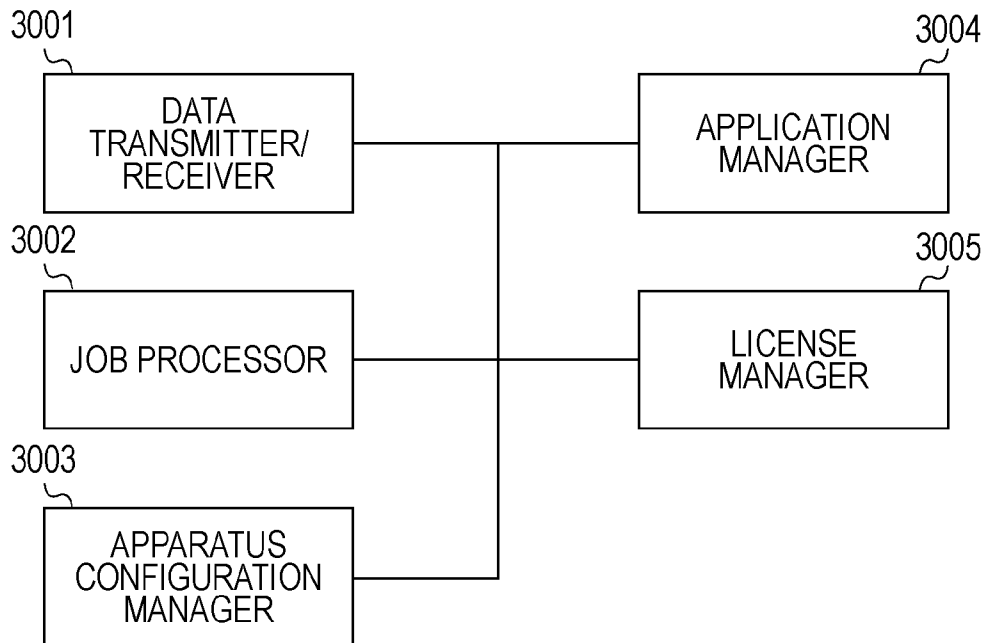 3001
DATA
TRANSMITTER/
RECEIVER
3004
APPLICATION
MANAGER
3002
JOB PROCESSOR
3005
LICENSE
MANAGER
3003
APPARATUS
CONFIGURATION
MANAGER